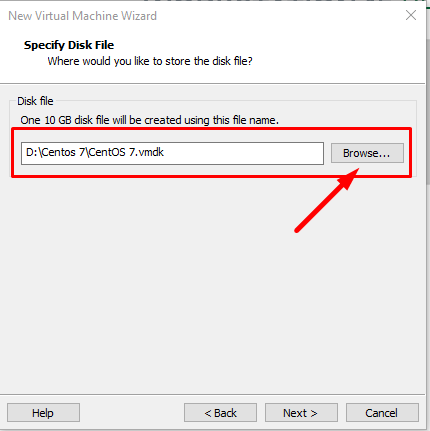 New Virtual Machine Wizard
Specify Disk File
Where would you like to store the disk file?
Disk file
One 10 GB disk file will be created using this file name.
D:\Centos 7\CentOS 7.vmdk
Browse...
Help
< Back
Next >
Cancel